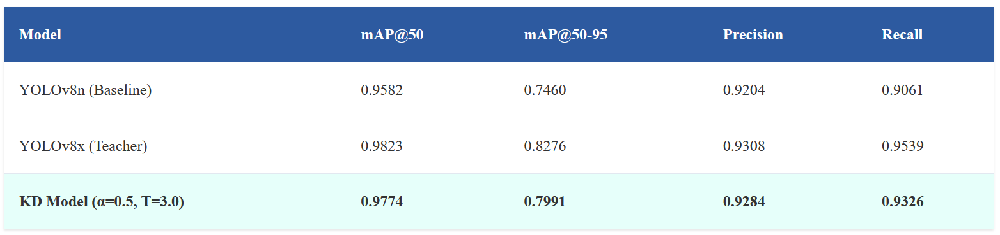 Model mAP@50 mAP@50-95 Precision Recall
YOLOv8n (Baseline) 0.9582 0.7460 0.9204 0.9061
YOLOv8x (Teacher) 0.9823 0.8276 0.9308 0.9539
KD Model (α=0.5, T=3.0) 0.9774 0.7991 0.9284 0.9326